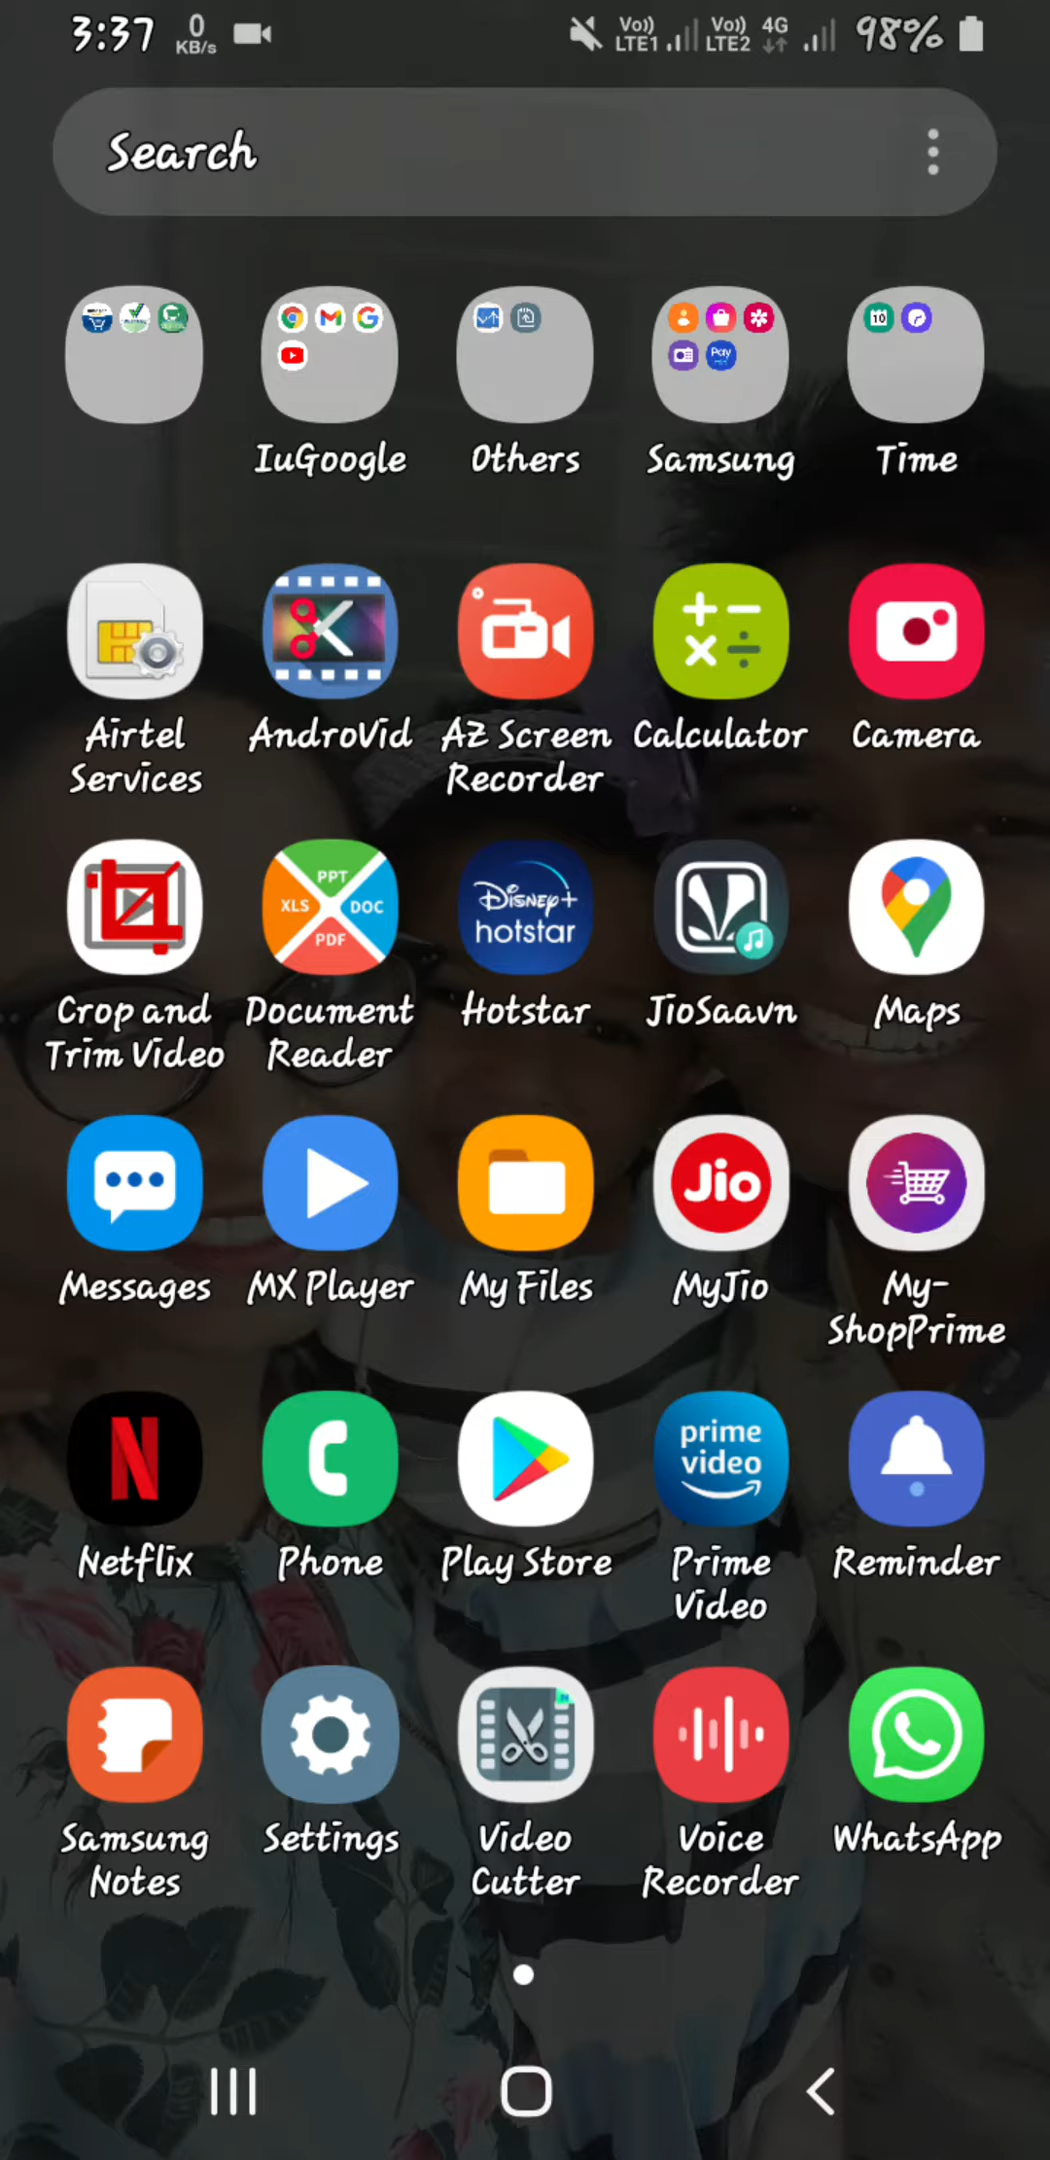 3:37 0 KB/s Vo)) LTE1 Vo)) LTE2 4G 98%
Search
Pay
10
IuGoogle Others Samsung Time
Airtel Services
AndroVid
AZ Screen Recorder
Calculator
Camera
PPT
XLS DOC
PDF
Disney+
hotstar
Crop and Trim Video
Document Reader
Hotstar
JioSaavn
Maps
Jio
Messages
MX Player
My Files
MyJio
My-
ShopPrime
N
prime
video
Netflix
Phone
Play Store
Prime Video
Reminder
N
Samsung Notes
Settings
Video Cutter
Voice Recorder
WhatsApp